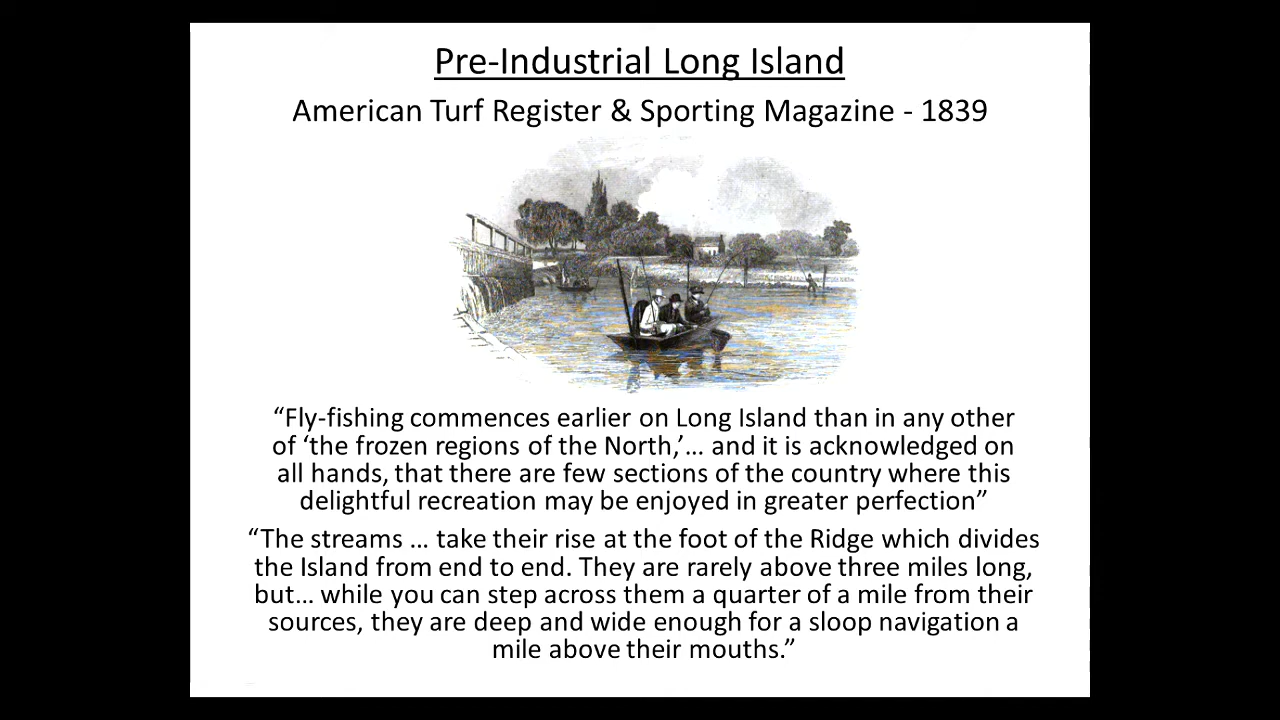 Pre-Industrial Long Island
American Turf Register & Sporting Magazine - 1839
“Fly-fishing commences earlier on Long Island than in any other
of ‘the frozen regions of the North,’... and it is acknowledged on
all hands, that there are few sections of the country where this
delightful recreation may be enjoyed in greater perfection”
“The streams ... take their rise at the foot of the Ridge which divides
the Island from end to end. They are rarely above three miles long,
but... while you can step across them a quarter of a mile from their
sources, they are deep and wide enough for a sloop navigation a
mile above their mouths.”